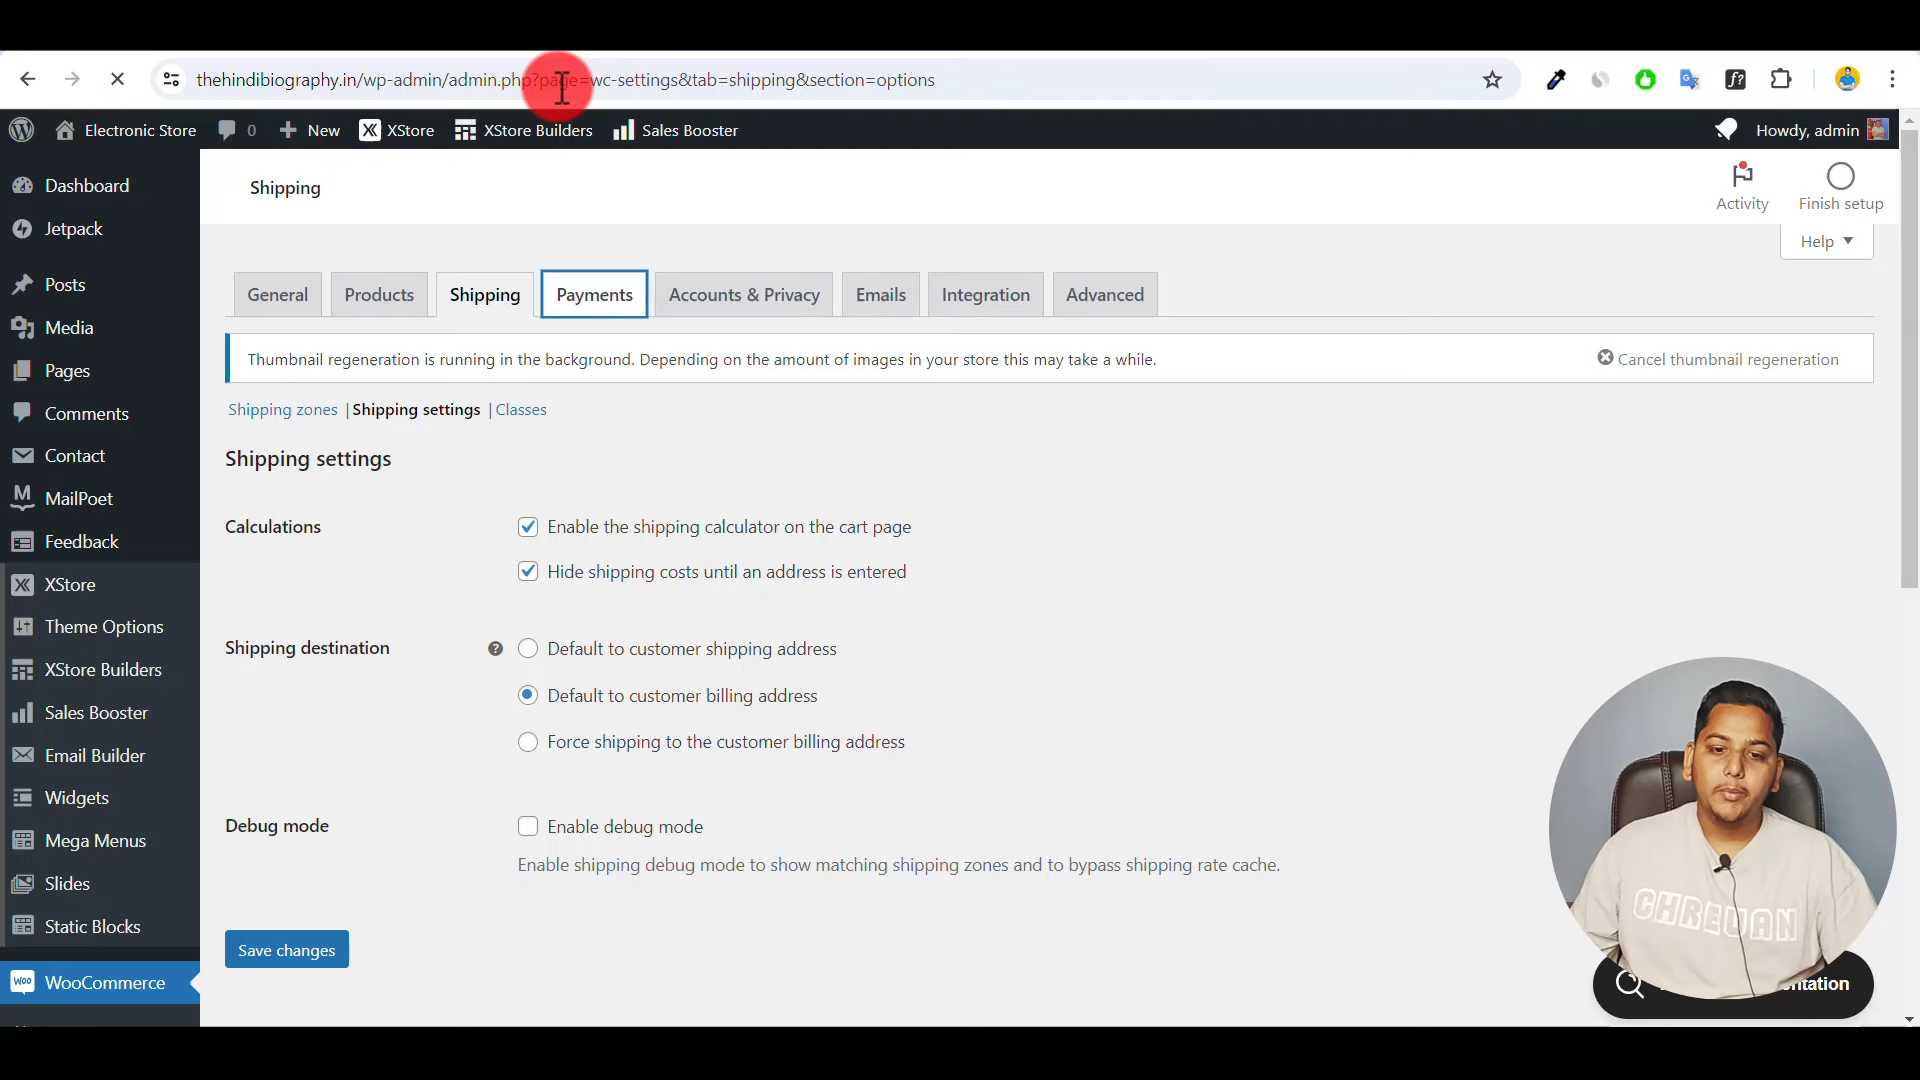 thehindibiography.in/wp-admin/admin.php?page=wc-settings&tab=shipping&section=options
Electronic Store 0 New XStore XStore Builders Sales Booster Howdy, admin
Dashboard
Jetpack
Posts
Media
Pages
Comments
Contact
MailPoet
Feedback
XStore
Theme Options
XStore Builders
Sales Booster
Email Builder
Widgets
Mega Menus
Slides
Static Blocks
WooCommerce
Shipping
Activity
Finish setup
Help
General Products Shipping Payments Accounts & Privacy Emails Integration Advanced
Thumbnail regeneration is running in the background. Depending on the amount of images in your store this may take a while.
Cancel thumbnail regeneration
Shipping zones | Shipping settings | Classes
Shipping settings
Calculations
Enable the shipping calculator on the cart page
Hide shipping costs until an address is entered
Shipping destination
Default to customer shipping address
Default to customer billing address
Force shipping to the customer billing address
Debug mode
Enable debug mode
Enable shipping debug mode to show matching shipping zones and to bypass shipping rate cache.
Save changes